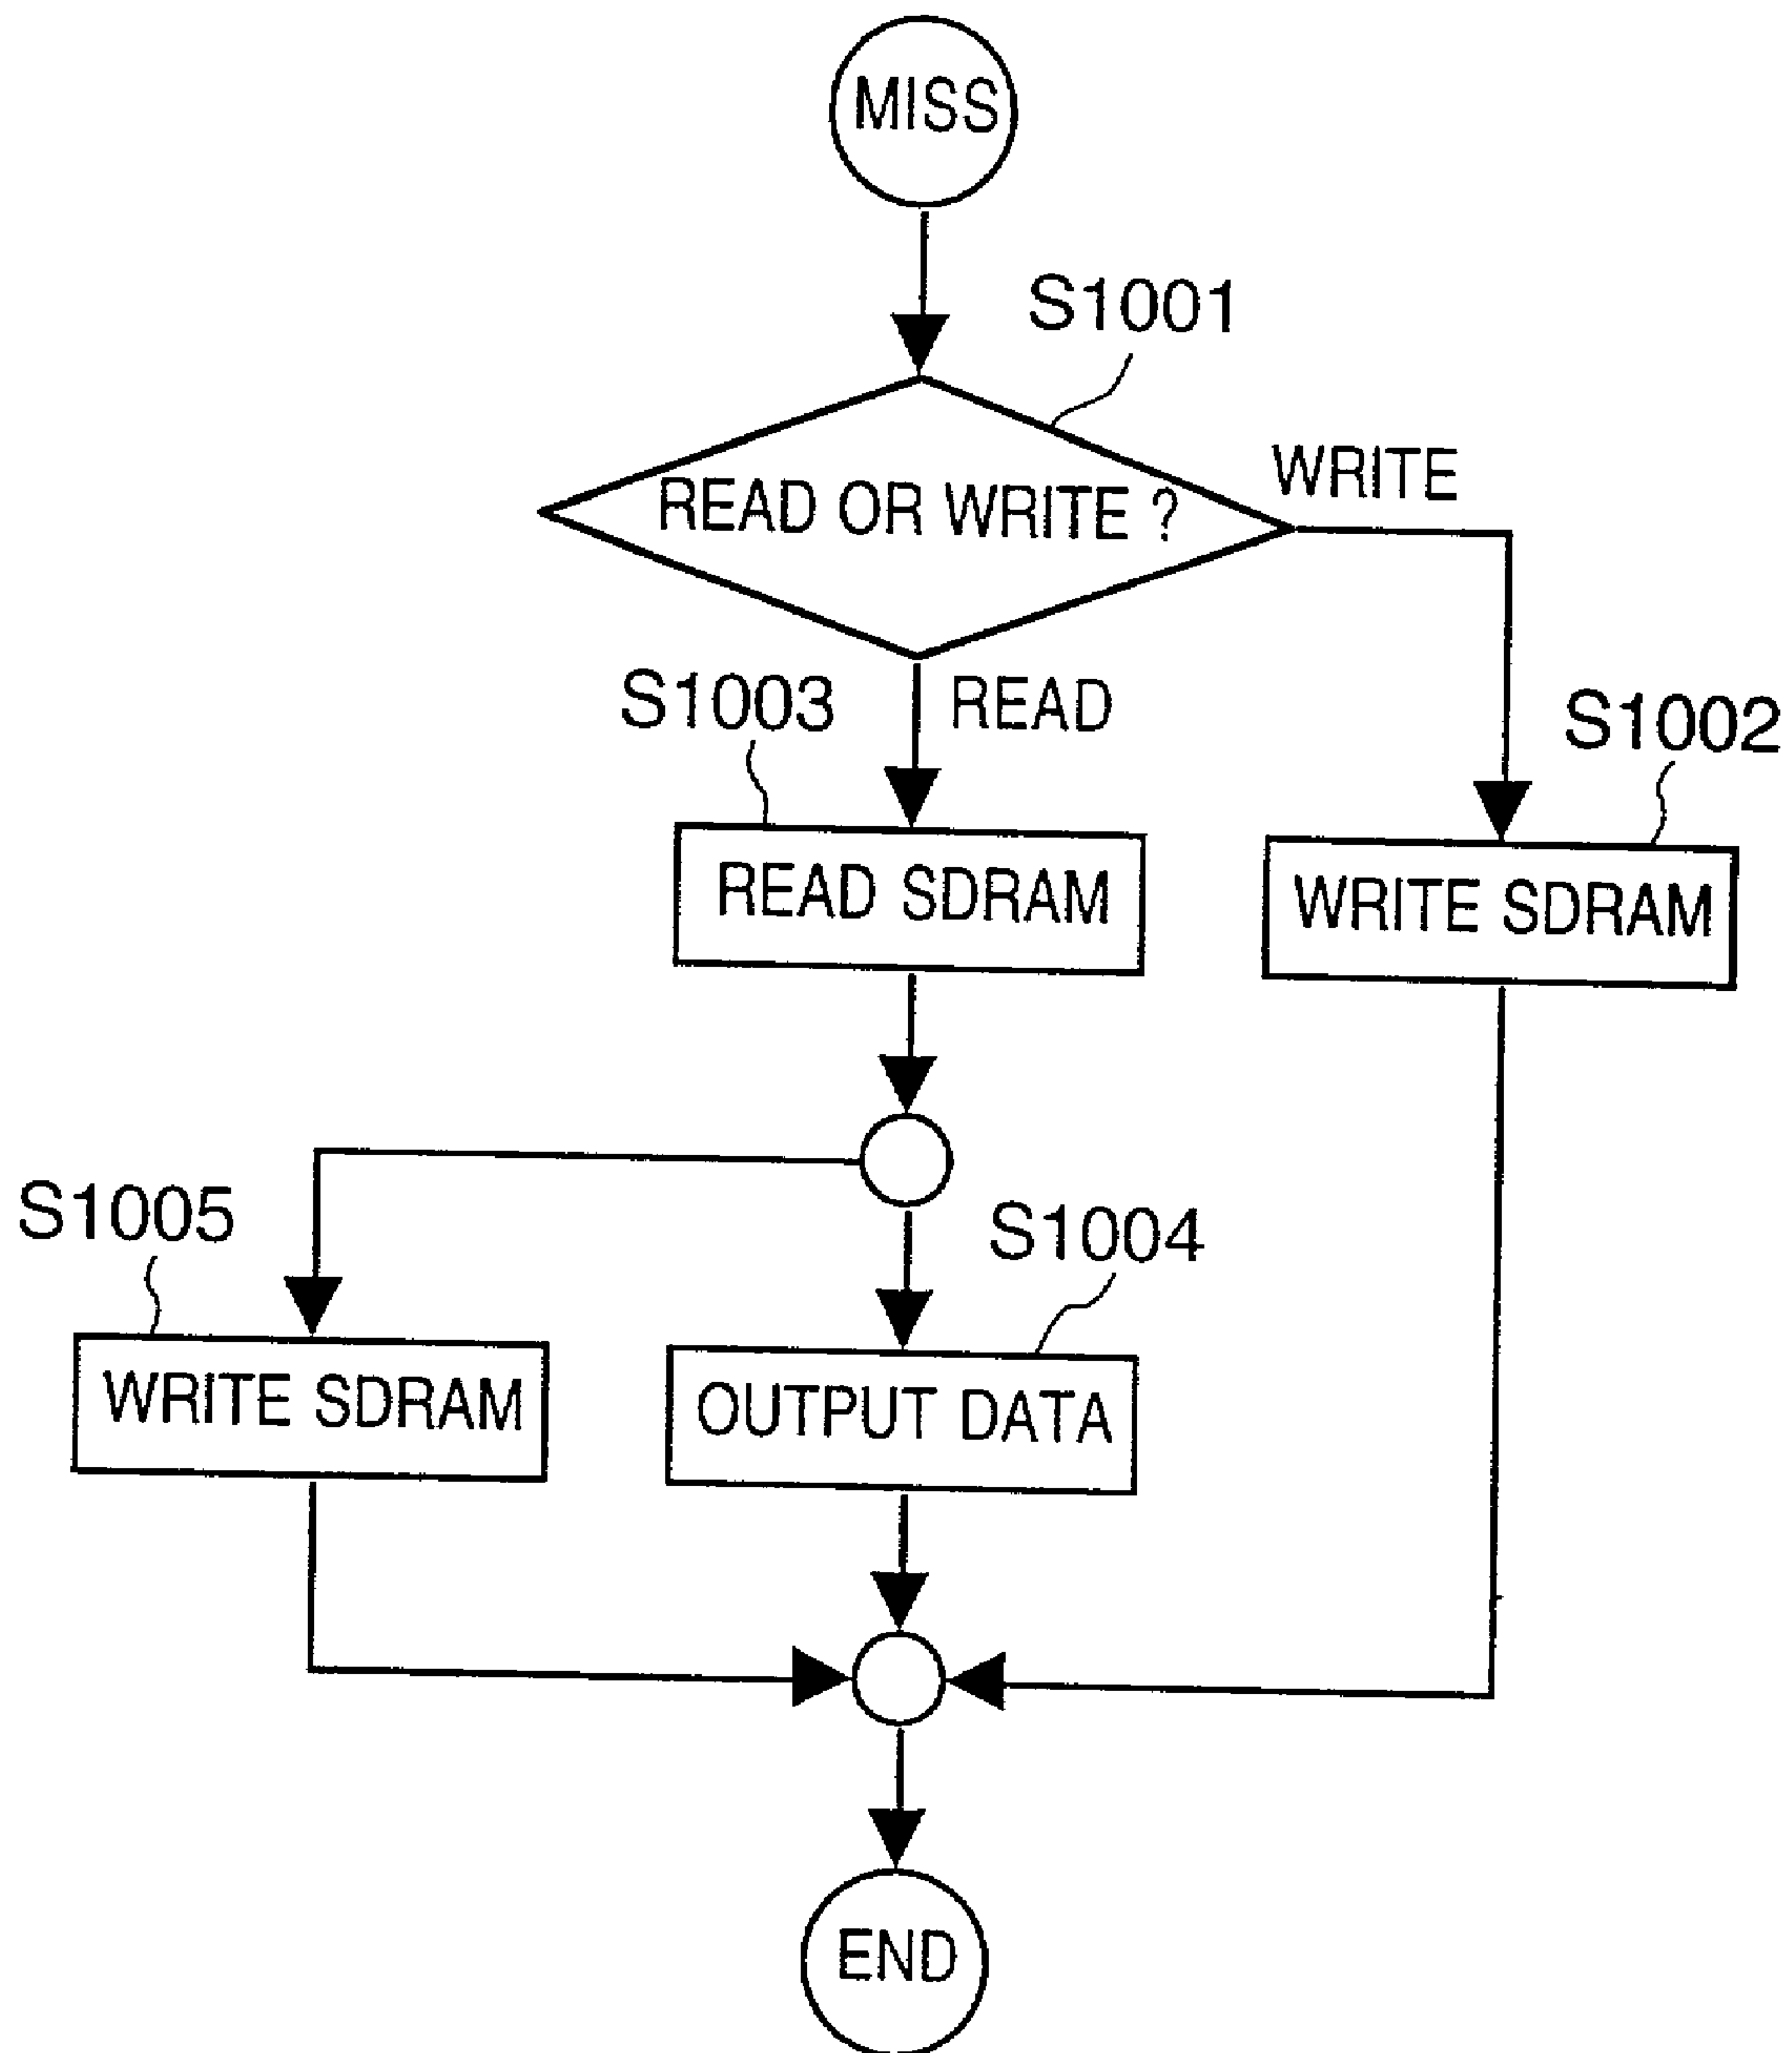 MISS
S1001
READ OR WRITE ?
WRITE
S1003
READ
S1002
READ SDRAM
WRITE SDRAM
S1005
S1004
WRITE SDRAM
OUTPUT DATA
END